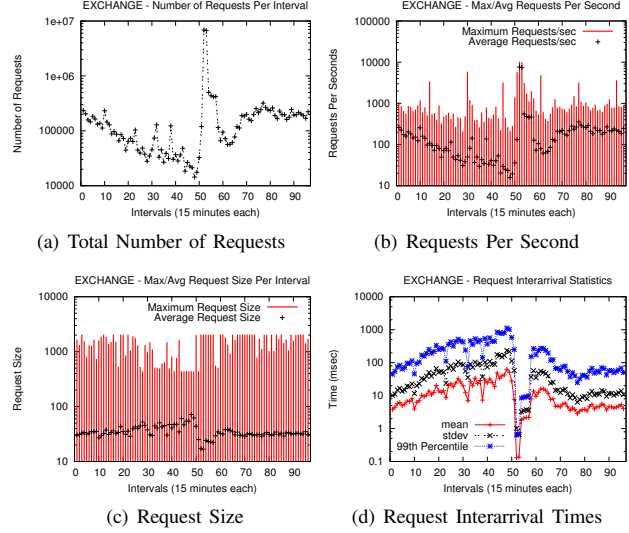 EXCHANGE - Number of Requests Per Interval
Number of Requests
1e+07
1e+06
100000
10000
0 10 20 30 40 50 60 70 80 90
Intervals (15 minutes each)
(a) Total Number of Requests
EXCHANGE - Max/Avg Requests Per Second
Requests Per Seconds
Maximum Requests/sec
Average Requests/sec
100000
10000
1000
100
10
0 10 20 30 40 50 60 70 80 90
Intervals (15 minutes each)
(b) Requests Per Second
EXCHANGE - Max/Avg Request Size Per Interval
Request Size
Maximum Request Size
Average Request Size
10000
1000
100
10
0 10 20 30 40 50 60 70 80 90
Intervals (15 minutes each)
(c) Request Size
EXCHANGE - Request Interarrival Statistics
Time (msec)
10000
1000
100
10
1
0.1
mean
stdev
99th Percentile
0 10 20 30 40 50 60 70 80 90
Intervals (15 minutes each)
(d) Request Interarrival Times